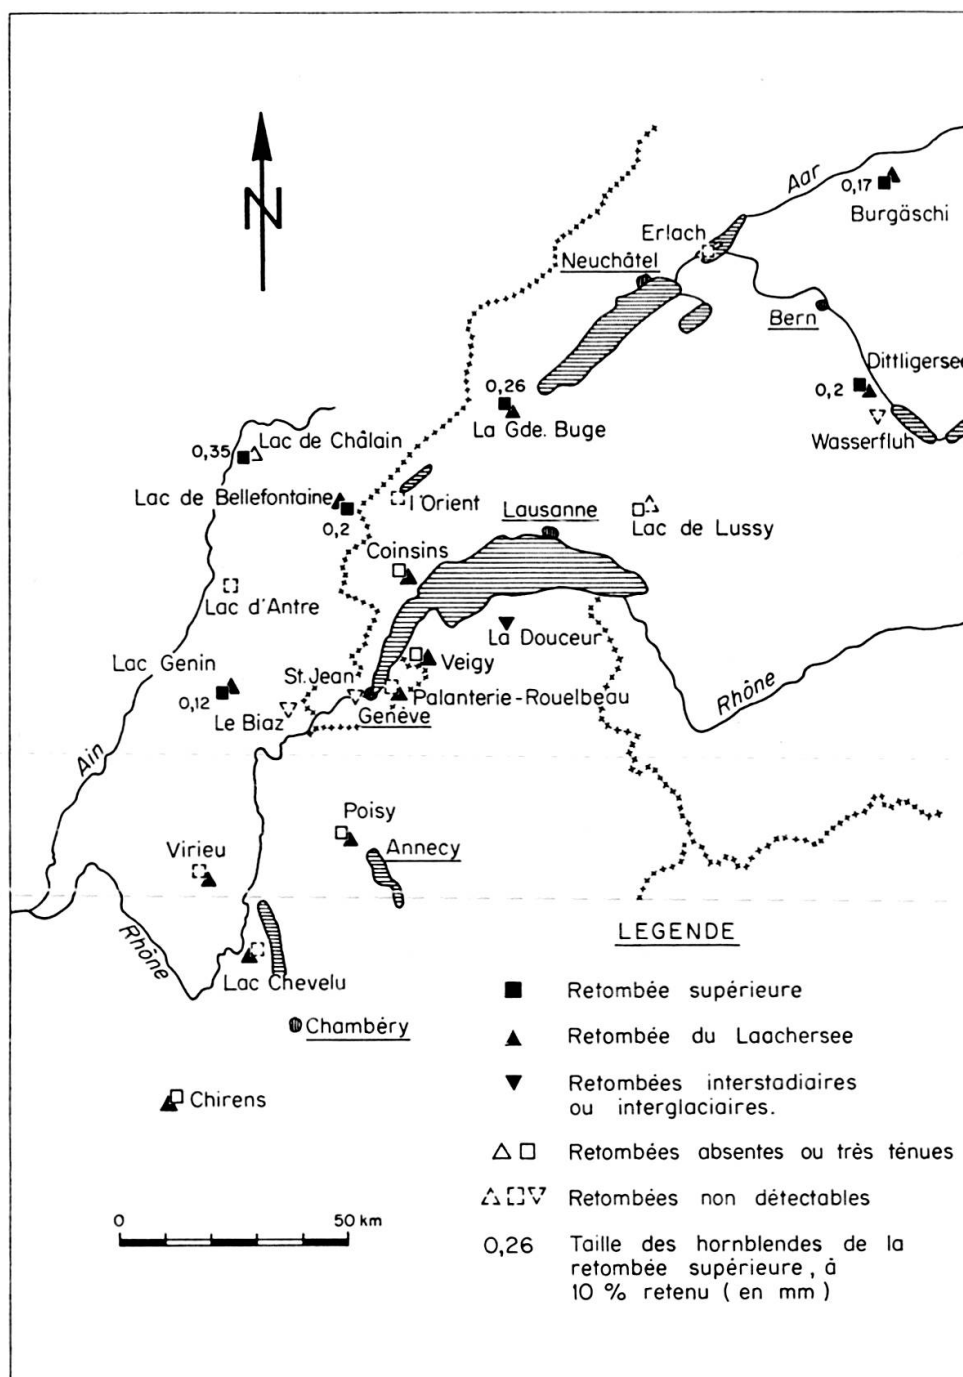 N
Aar
0,17
Burgäschi
Erlach
Neuchâtel
Bern
Dittligersee
0,2
Wasserfluh
0,26
La Gde. Buge
0,35
Lac de Châlain
Lac de Bellefontaine
0,2
l'Orient
Lausanne
Lac de Lussy
Coinsins
Lac d'Antre
La Douceur
Veigy
Lac Genin
0,12
St. Jean
Palanterie-Rouelbeau
Le Biaz
Genève
Rhône
Ain
Poisy
Annecy
Virieu
Rhône
Lac Chevelu
Chambéry
Chirens
0
50 km
LEGENDE
Retombée supérieure
Retombée du Laachersee
Retombées interstadiaires
ou interglaciaires.
Retombées absentes ou très ténues
Retombées non détectables
0,26 Taille des hornblendes de la
retombée supérieure, à
10 % retenu ( en mm )